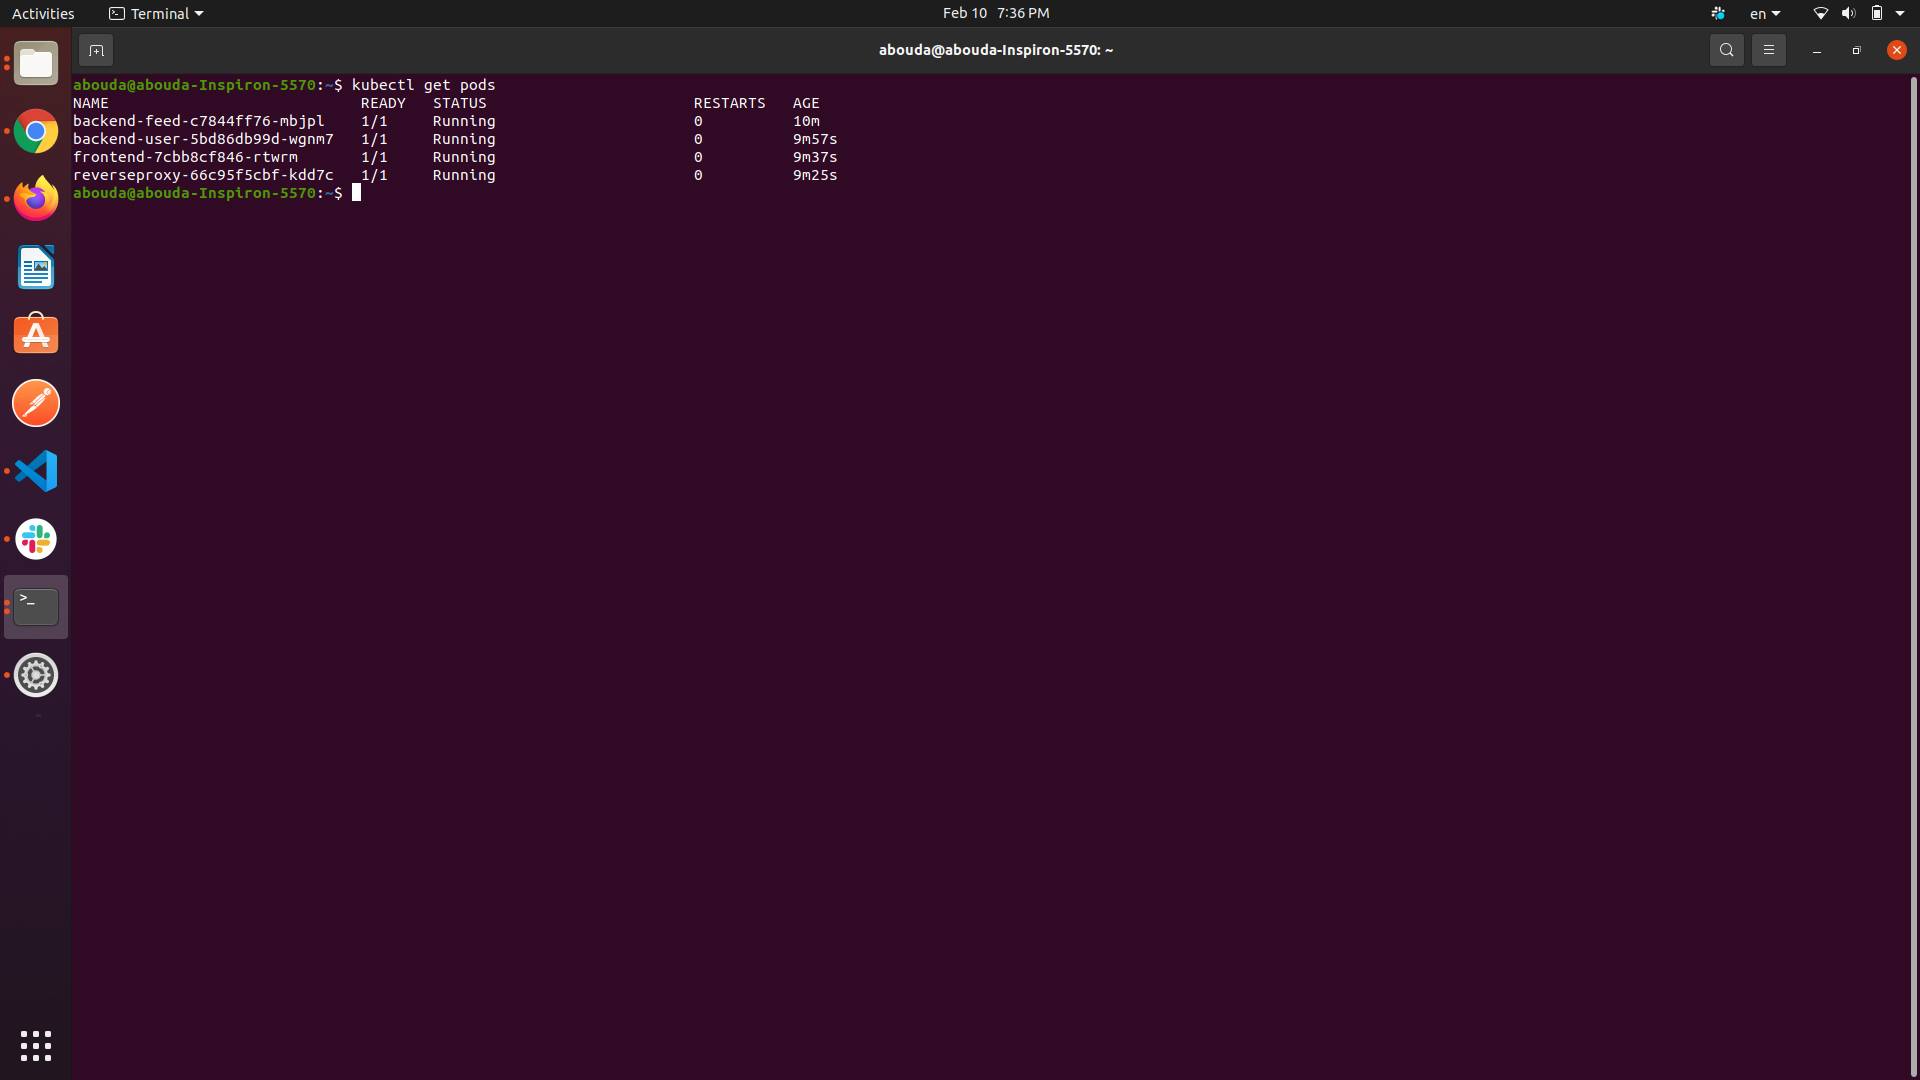 Activities Terminal Feb 10 7:36 PM en
abouda@abouda-Inspiron-5570: ~
abouda@abouda-Inspiron-5570:~$ kubectl get pods
NAME READY STATUS RESTARTS AGE
backend-feed-c7844ff76-mbjpl 1/1 Running 0 10m
backend-user-5bd86db99d-wgnm7 1/1 Running 0 9m57s
frontend-7cbb8cf846-rtwrm 1/1 Running 0 9m37s
reverseproxy-66c95f5cbf-kdd7c 1/1 Running 0 9m25s
abouda@abouda-Inspiron-5570:~$